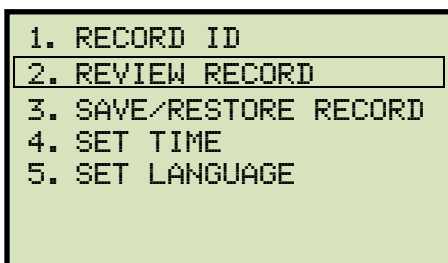 1. RECORD ID
2. REVIEW RECORD
3. SAVE/RESTORE RECORD
4. SET TIME
5. SET LANGUAGE